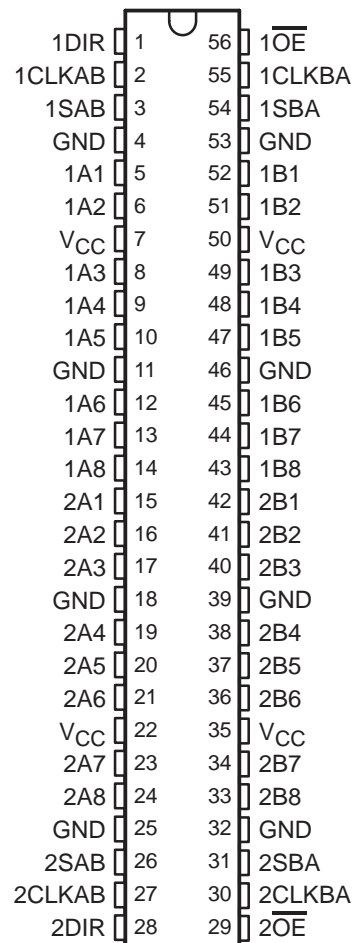 1DIR 1 56 1O̅E̅
1CLKAB 2 55 1CLKBA
1SAB 3 54 1SBA
GND 4 53 GND
1A1 5 52 1B1
1A2 6 51 1B2
VCC 7 50 VCC
1A3 8 49 1B3
1A4 9 48 1B4
1A5 10 47 1B5
GND 11 46 GND
1A6 12 45 1B6
1A7 13 44 1B7
1A8 14 43 1B8
2A1 15 42 2B1
2A2 16 41 2B2
2A3 17 40 2B3
GND 18 39 GND
2A4 19 38 2B4
2A5 20 37 2B5
2A6 21 36 2B6
VCC 22 35 VCC
2A7 23 34 2B7
2A8 24 33 2B8
GND 25 32 GND
2SAB 26 31 2SBA
2CLKAB 27 30 2CLKBA
2DIR 28 29 2O̅E̅